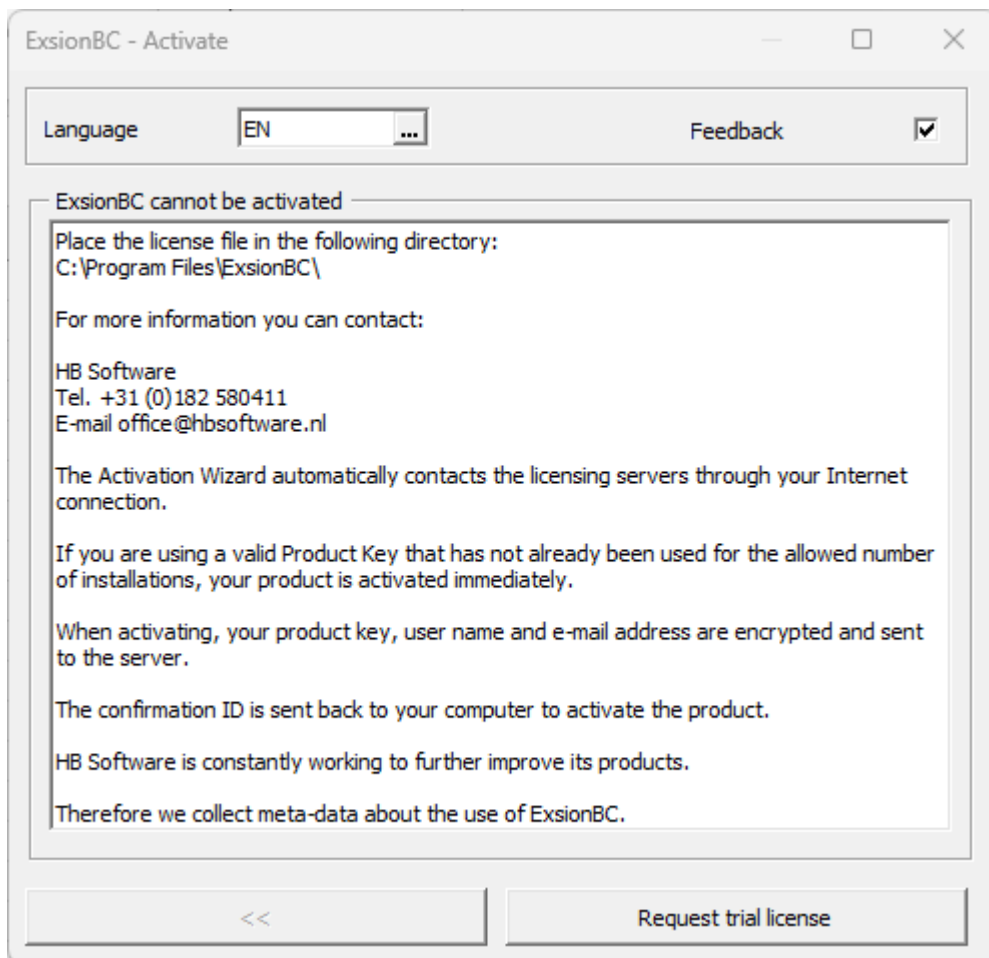 ExsionBC - Activate
Language
EN
...
Feedback
ExsionBC cannot be activated
Place the license file in the following directory:
C:\Program Files\ExsionBC\
For more information you can contact:
HB Software
Tel. +31 (0)182 580411
E-mail office@hbsoftware.nl
The Activation Wizard automatically contacts the licensing servers through your Internet
connection.
If you are using a valid Product Key that has not already been used for the allowed number
of installations, your product is activated immediately.
When activating, your product key, user name and e-mail address are encrypted and sent
to the server.
The confirmation ID is sent back to your computer to activate the product.
HB Software is constantly working to further improve its products.
Therefore we collect meta-data about the use of ExsionBC.
<<
Request trial license